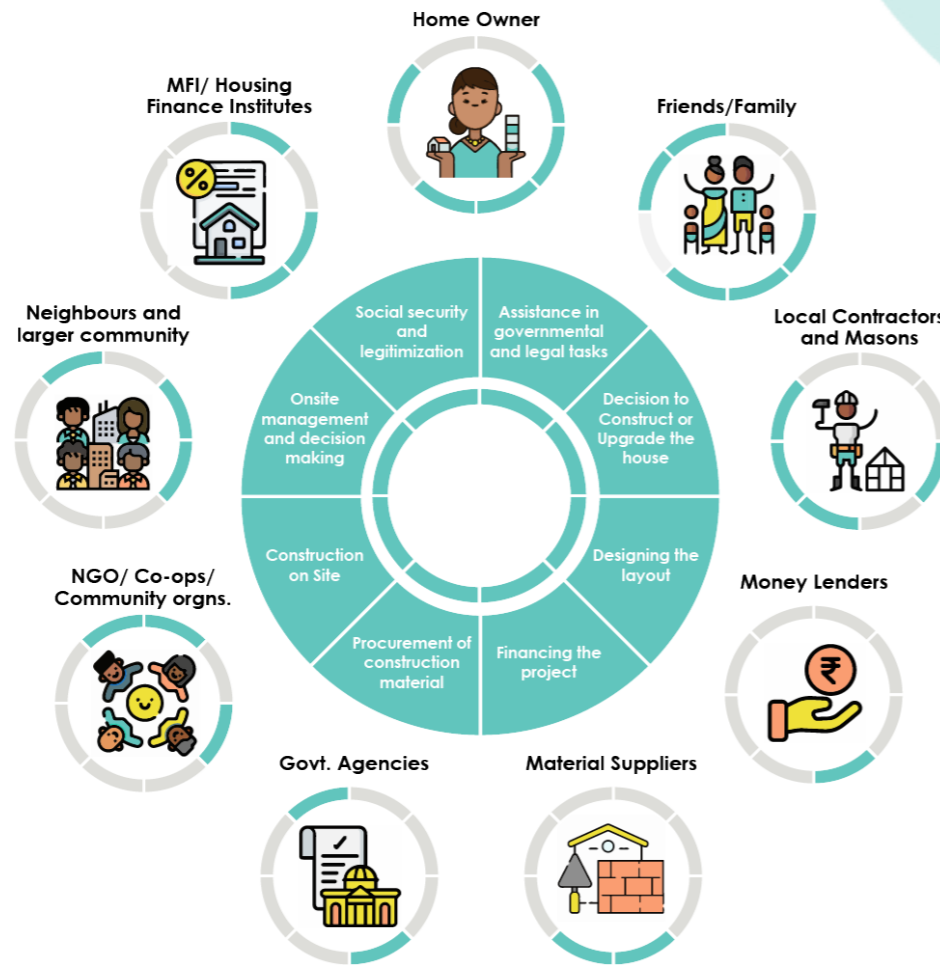 Home Owner
MFI/ Housing
Finance Institutes
Friends/Family
Neighbours and
larger community
Local Contractors
and Masons
Social security
and
legitimization
Assistance in
governmental
and legal tasks
Onsite
management
and decision
making
Decision to
Construct or
Upgrade the
house
Construction
on Site
Designing the
layout
Procurement of
construction
material
Financing the
project
NGO/ Co-ops/
Community orgns.
Money Lenders
₹
Govt. Agencies
Material Suppliers
%